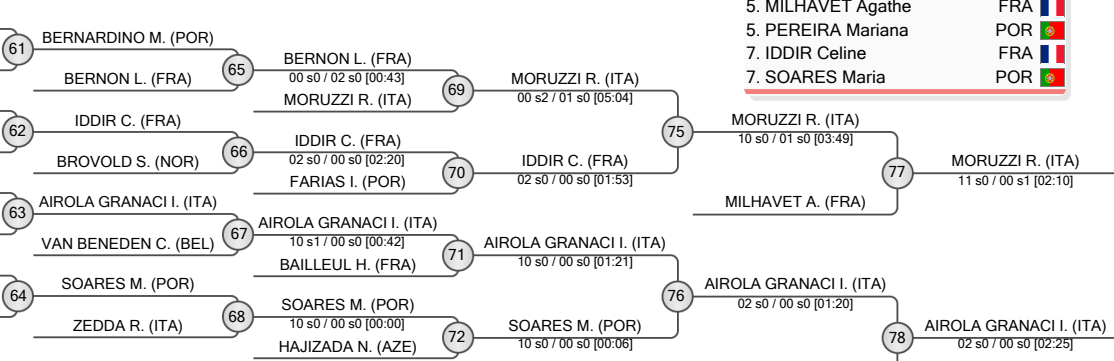 5. MILHAVET Agathe FRA
5. PEREIRA Mariana POR
7. IDDIR Celine FRA
7. SOARES Maria POR
61
BERNARDINO M. (POR)
BERNON L. (FRA)
65
BERNON L. (FRA)
00 s0 / 02 s0 [00:43]
MORUZZI R. (ITA)
69
MORUZZI R. (ITA)
00 s2 / 01 s0 [05:04]
62
IDDIR C. (FRA)
BROVOLD S. (NOR)
66
IDDIR C. (FRA)
02 s0 / 00 s0 [02:20]
FARIAS I. (POR)
70
IDDIR C. (FRA)
02 s0 / 00 s0 [01:53]
75
MORUZZI R. (ITA)
10 s0 / 01 s0 [03:49]
MILHAVET A. (FRA)
77
MORUZZI R. (ITA)
11 s0 / 00 s1 [02:10]
63
AIROLA GRANACI I. (ITA)
VAN BENEDEN C. (BEL)
67
AIROLA GRANACI I. (ITA)
10 s1 / 00 s0 [00:42]
BAILLEUL H. (FRA)
71
AIROLA GRANACI I. (ITA)
10 s0 / 00 s0 [01:21]
64
SOARES M. (POR)
ZEDDA R. (ITA)
68
SOARES M. (POR)
10 s0 / 00 s0 [00:00]
HAJIZADA N. (AZE)
72
SOARES M. (POR)
10 s0 / 00 s0 [00:06]
76
AIROLA GRANACI I. (ITA)
02 s0 / 00 s0 [01:20]
78
AIROLA GRANACI I. (ITA)
02 s0 / 00 s0 [02:25]